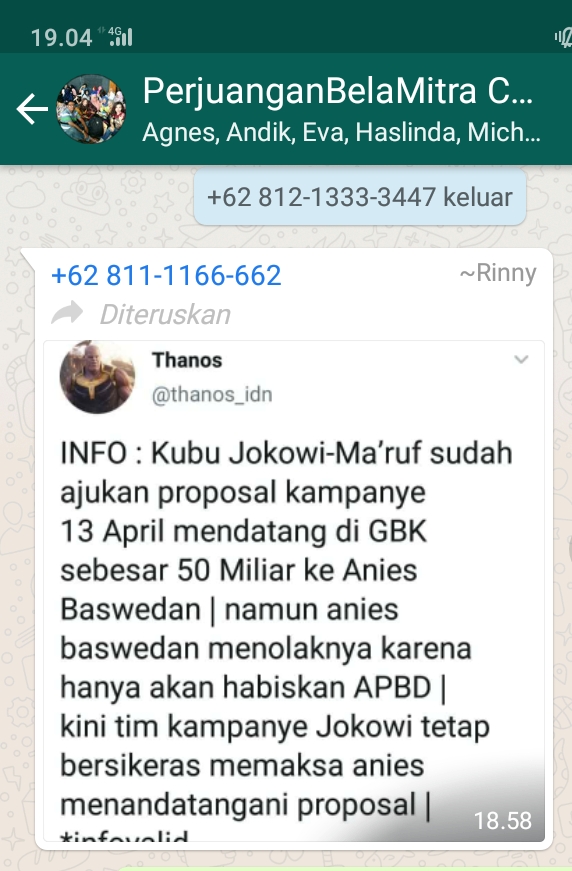 19.04 4G
PerjuanganBelaMitra C...
Agnes, Andik, Eva, Haslinda, Mich...
+62 812-1333-3447 keluar
+62 811-1166-662 ~Rinny
Diteruskan
Thanos
@thanos_idn
INFO : Kubu Jokowi-Ma’ruf sudah
ajukan proposal kampanye
13 April mendatang di GBK
sebesar 50 Miliar ke Anies
Baswedan | namun anies
baswedan menolaknya karena
hanya akan habiskan APBD |
kini tim kampanye Jokowi tetap
bersikeras memaksa anies
menandatangani proposal |
*infovalid
18.58